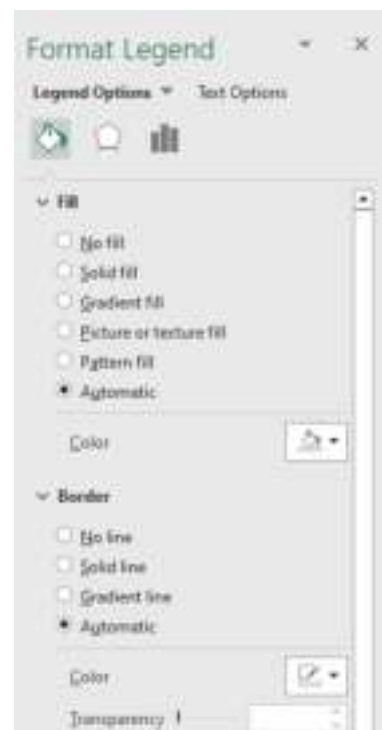 Format Legend
Legend Options Text Options
Fill
No fill
Solid fill
Gradient fill
Picture or texture fill
Pattern fill
Automatic
Color
Border
No line
Solid line
Gradient line
Automatic
Color
Transparency